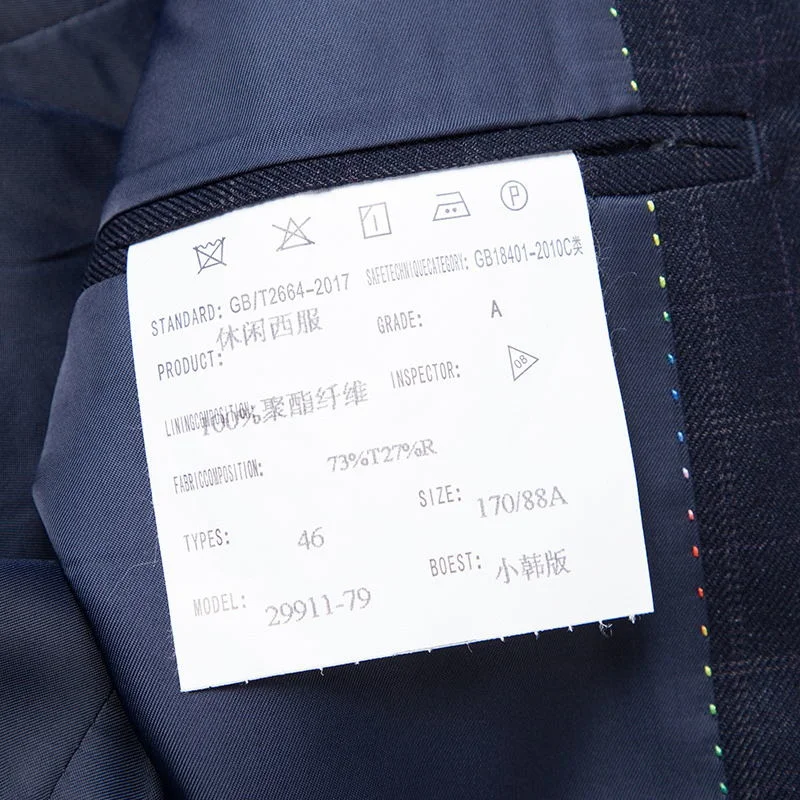 P
STANDARD: GB/T2664-2017 SAFETECHNIQUECATEGORY: GB18401-2010C类
PRODUCT: 休闲西服 GRADE: A
LININGCOMPOSITION: 100%聚酯纤维 INSPECTOR: 08
FABRICCOMPOSITION: 73%T27%R
TYPES: 46 SIZE: 170/88A
MODEL: 29911-79 BOEST: 小韩版